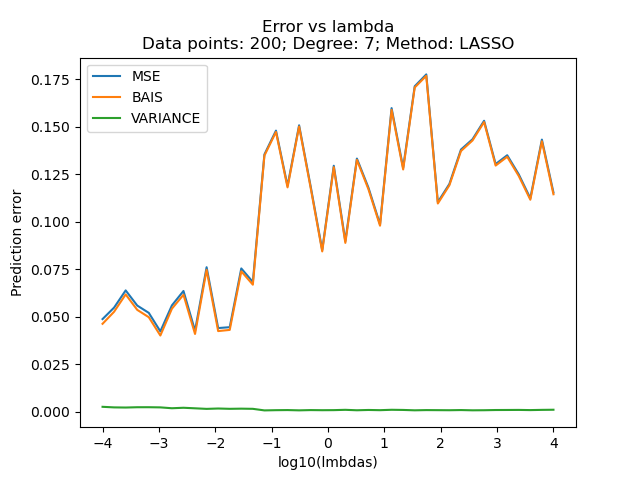 Error vs lambda
Data points: 200; Degree: 7; Method: LASSO
MSE
BAIS
VARIANCE
Prediction error
0.175
0.150
0.125
0.100
0.075
0.050
0.025
0.000
−4
−3
−2
−1
0
1
2
3
4
log10(lmbdas)